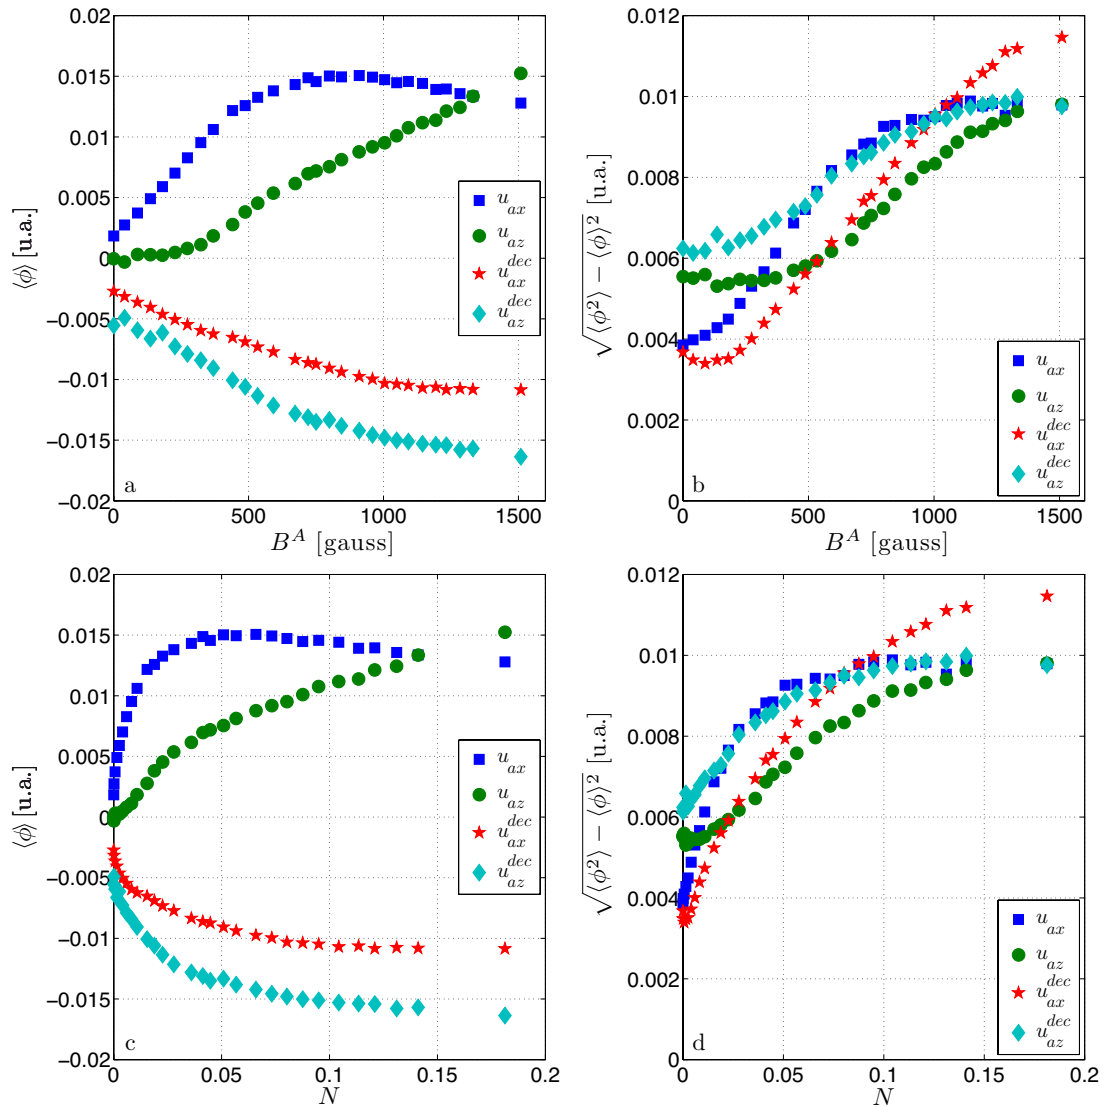 0.02
0.015
0.01
0.005
0
−0.005
−0.01
−0.015
−0.02
⟨ϕ⟩ [u.a.]
u_ax
u_az
u_ax^dec
u_az^dec
a
0 500 1000 1500
B^A [gauss]
0.012
0.01
0.008
0.006
0.004
0.002
0
√⟨ϕ²⟩ − ⟨ϕ⟩² [u.a.]
u_ax
u_az
u_ax^dec
u_az^dec
b
0 500 1000 1500
B^A [gauss]
0.02
0.015
0.01
0.005
0
−0.005
−0.01
−0.015
−0.02
⟨ϕ⟩ [u.a.]
u_ax
u_az
u_ax^dec
u_az^dec
c
0 0.05 0.1 0.15 0.2
N
0.012
0.01
0.008
0.006
0.004
0.002
0
√⟨ϕ²⟩ − ⟨ϕ⟩² [u.a.]
u_ax
u_az
u_ax^dec
u_az^dec
d
0 0.05 0.1 0.15 0.2
N